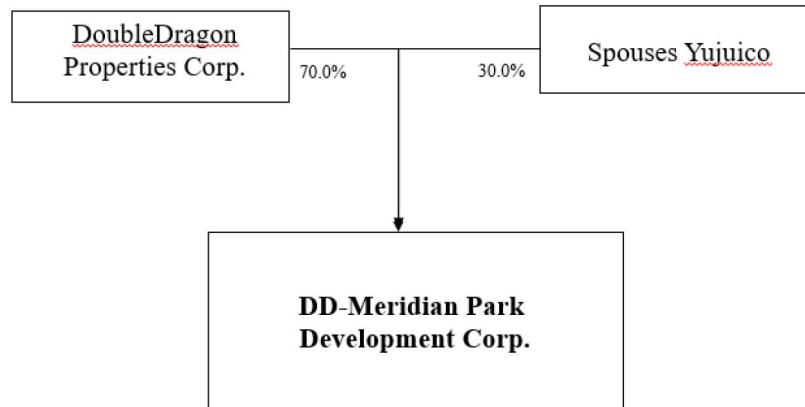 DoubleDragon
Properties Corp.
70.0%
30.0%
Spouses Yujuico
DD-Meridian Park
Development Corp.